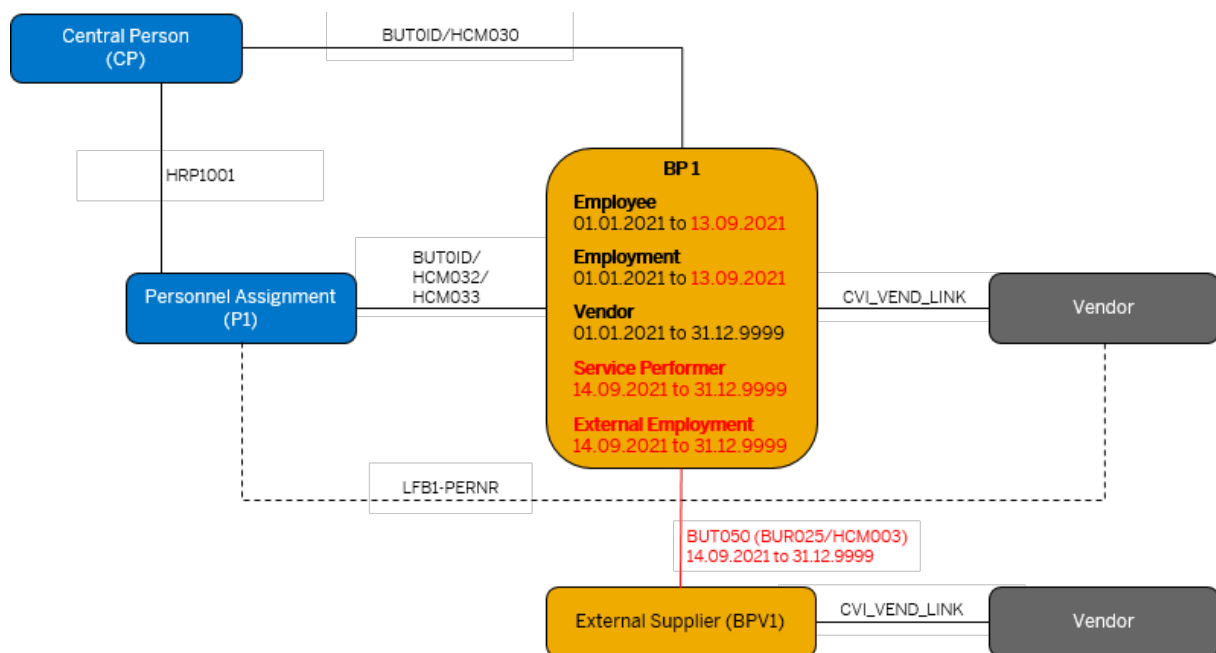 Central Person
(CP)
BUT0ID/HCM030
HRP1001
BP1
Employee
01.01.2021 to 13.09.2021
Employment
01.01.2021 to 13.09.2021
Vendor
01.01.2021 to 31.12.9999
Service Performer
14.09.2021 to 31.12.9999
External Employment
14.09.2021 to 31.12.9999
BUT0ID/
HCM032/
HCM033
Personnel Assignment
(P1)
CVI_VEND_LINK
Vendor
LFB1-PERNR
BUT050 (BUR025/HCM003)
14.09.2021 to 31.12.9999
External Supplier (BPV1)
CVI_VEND_LINK
Vendor